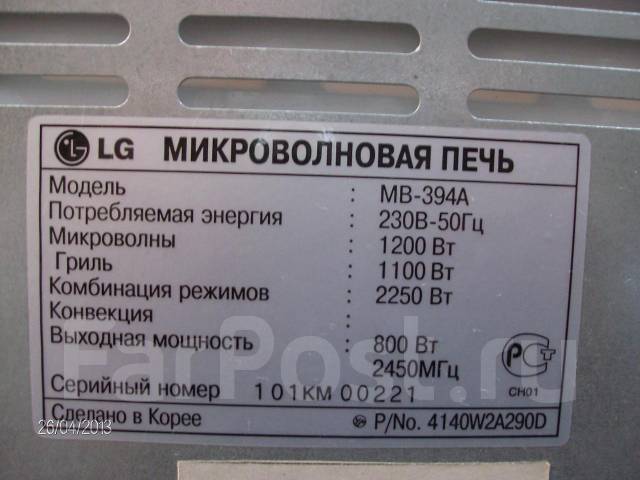 LG МИКРОВОЛНОВАЯ ПЕЧЬ
Модель : MB-394A
Потребляемая энергия : 230В-50Гц
Микроволны : 1200 Вт
Гриль : 1100 Вт
Комбинация режимов : 2250 Вт
Конвекция :
Выходная мощность : 800 Вт
2450МГц
Серийный номер 101KM00221
РСТ
CH01
Сделано в Корее P/No. 4140W2A290D
26/04/2013
FarPost.ru